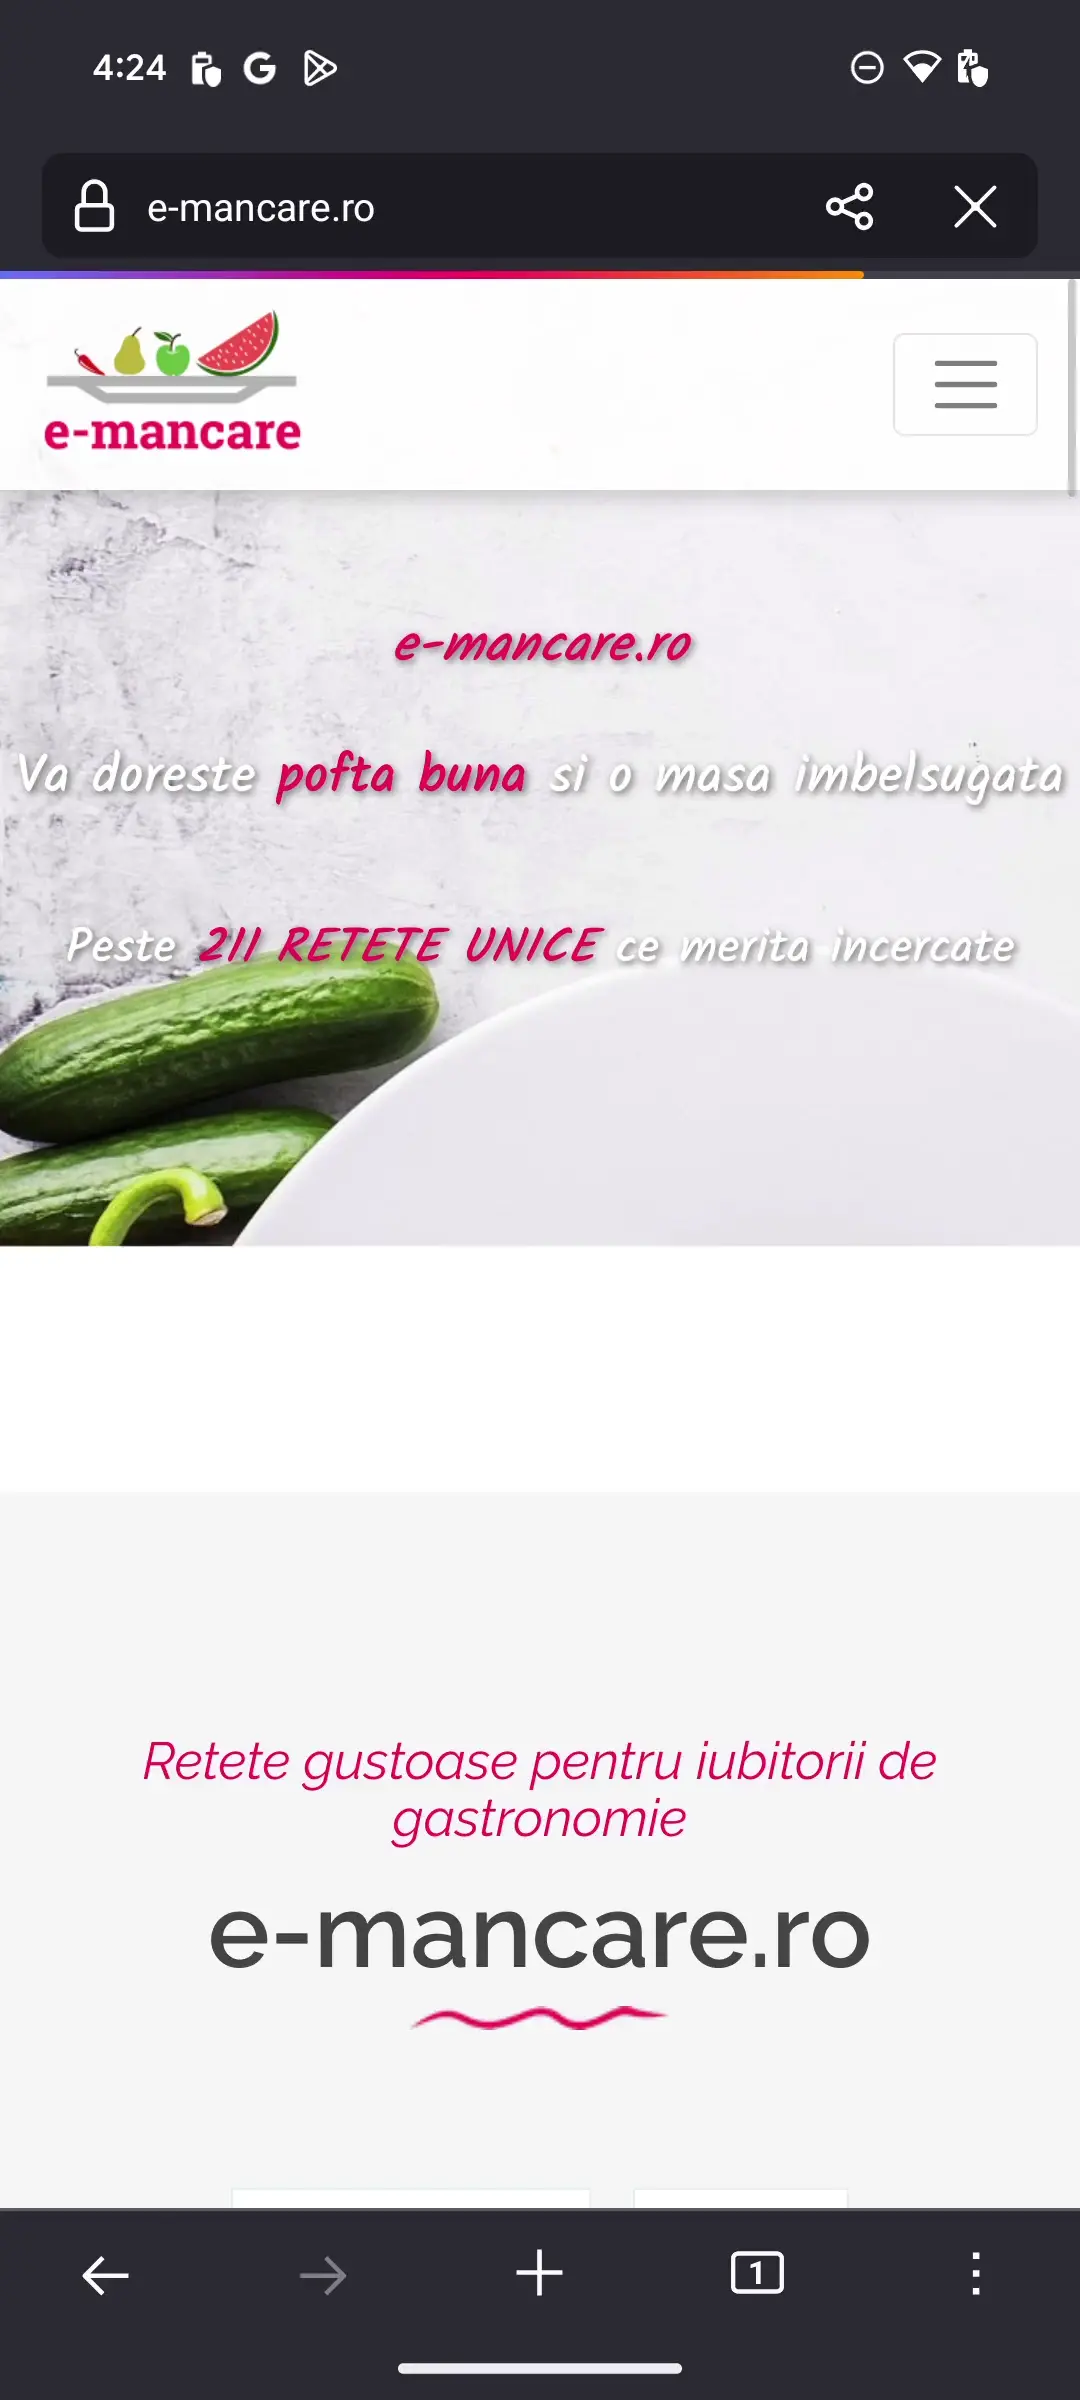 4:24
e-mancare.ro
e-mancare
e-mancare.ro
Va doreste pofta buna si o masa imbelsugata
Peste 211 RETETE UNICE ce merita incercate
Retete gustoase pentru iubitorii de
gastronomie
e-mancare.ro
1